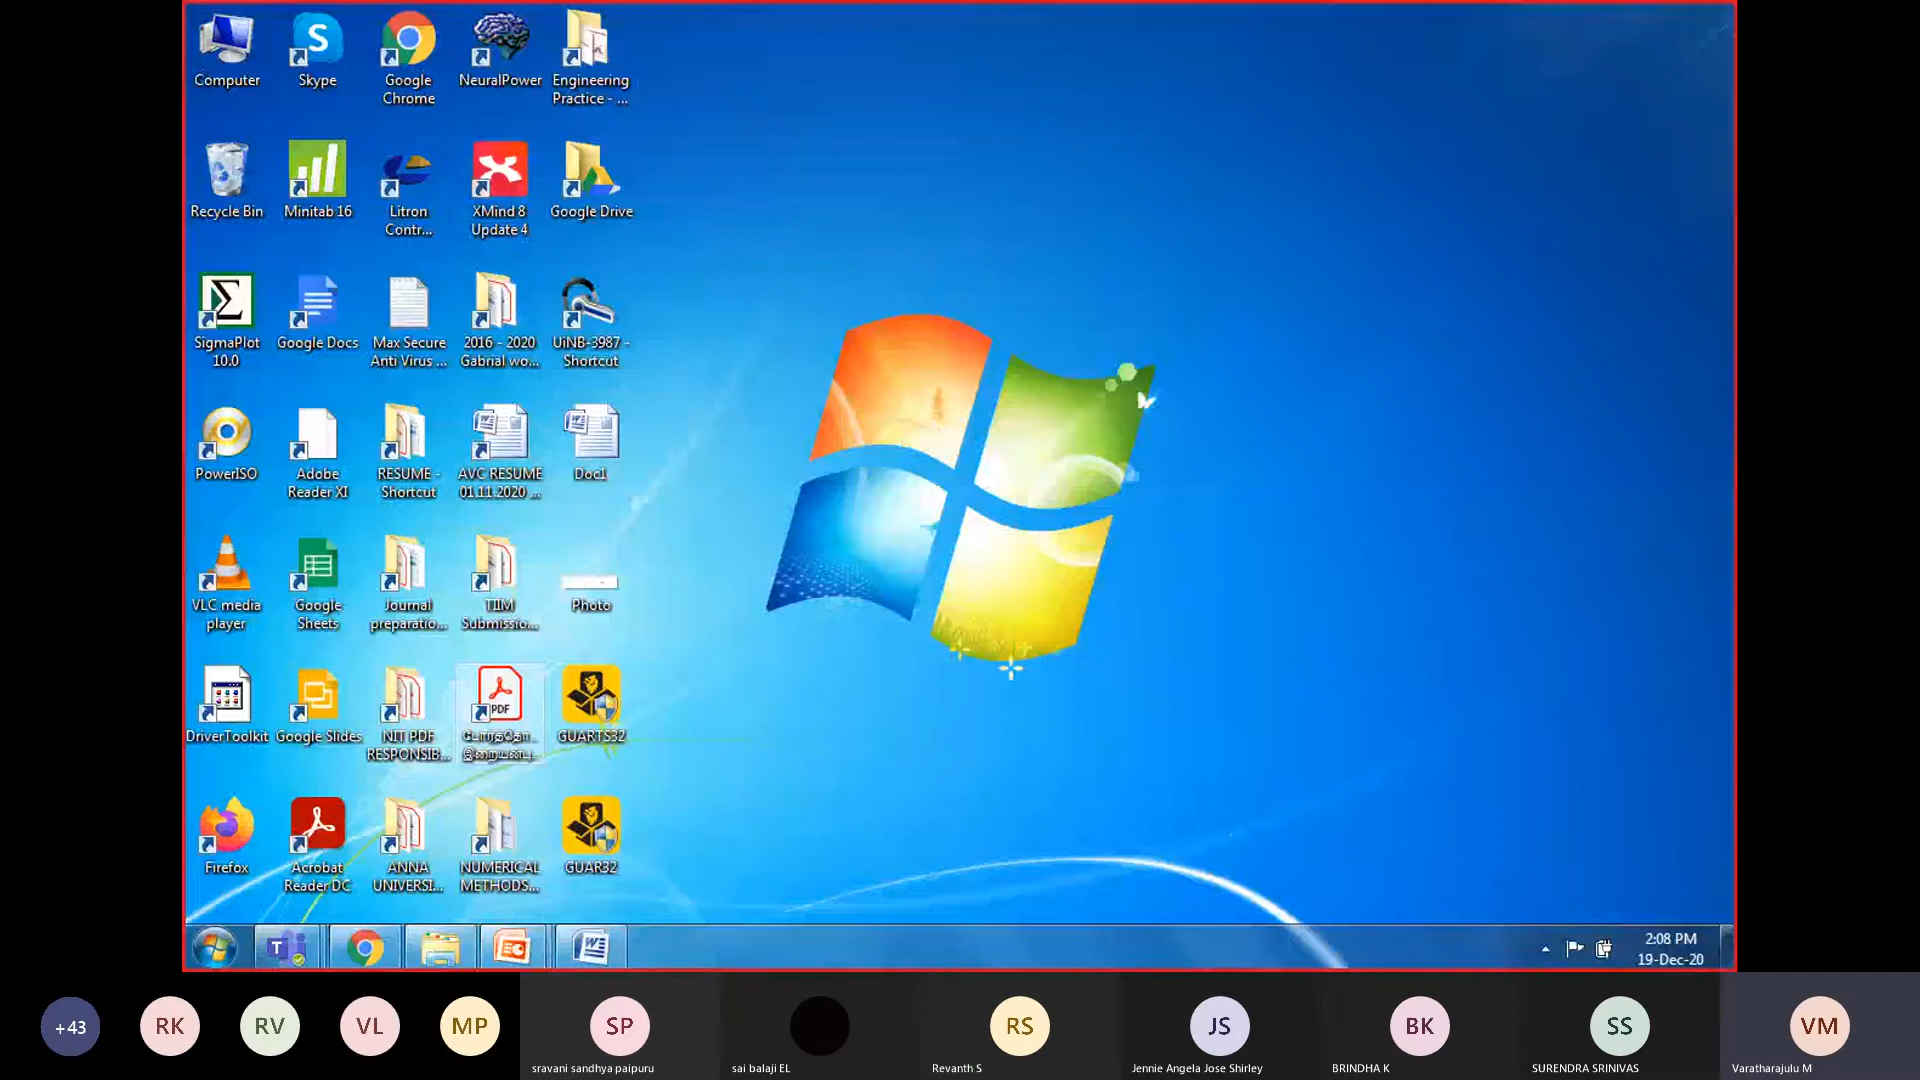 Computer
Skype
Google
Chrome
NeuralPower
Engineering
Practice - ...
Recycle Bin
Minitab 16
Litron
Contr...
XMind 8
Update 4
Google Drive
SigmaPlot
10.0
Google Docs
Max Secure
Anti Virus ...
2016 - 2020
Gabrial wo...
UiNB-3987 -
Shortcut
PowerISO
Adobe
Reader XI
RESUME -
Shortcut
AVC RESUME
01.11.2020 ...
Doc1
VLC media
player
Google
Sheets
Journal
preparatio...
TIIM
Submissio...
Photo
DriverToolkit
Google Slides
NIT PDF
RESPONSIB...
PDF
GUARTS32
Firefox
Acrobat
Reader DC
ANNA
UNIVERSI...
NUMERICAL
METHODS...
GUAR32
2:08 PM
19-Dec-20
+43
RK
RV
VL
MP
SP
sravani sandhya paipuru
sai balaji EL
RS
Revanth S
JS
Jennie Angela Jose Shirley
BK
BRINDHA K
SS
SURENDRA SRINIVAS
VM
Varatharajulu M